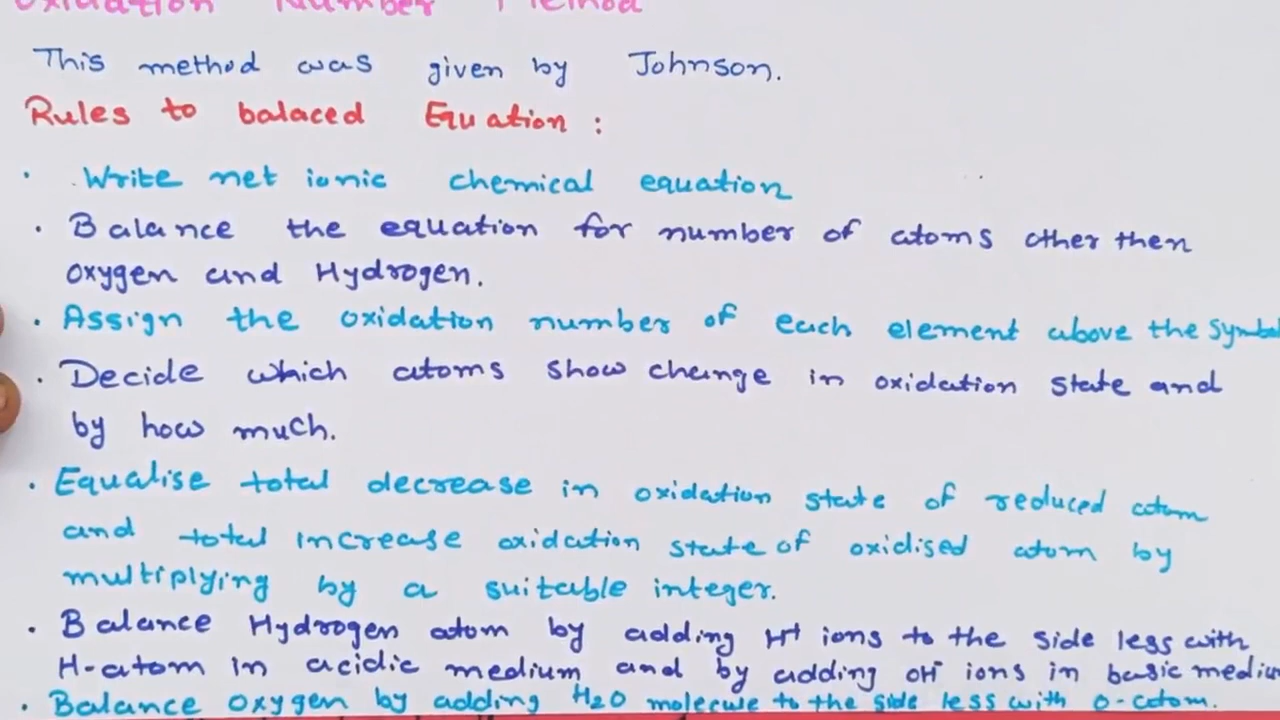 Oxidation Number Method
This method was given by Johnson.
Rules to balaced Equation :
· Write net ionic chemical equation
· Balance the equation for number of atoms other then
oxygen and Hydrogen.
· Assign the oxidation number of each element above the symbol
· Decide which atoms show change in oxidation state and
by how much.
· Equalise total decrease in oxidation state of reduced atom
and total increase oxidation state of oxidised atom by
multiplying by a suitable integer.
· Balance Hydrogen atom by adding H⁺ ions to the side less with
H-atom in acidic medium and by adding OH⁻ ions in basic medium
· Balance oxygen by adding H₂O molecule to the side less with O-atom.